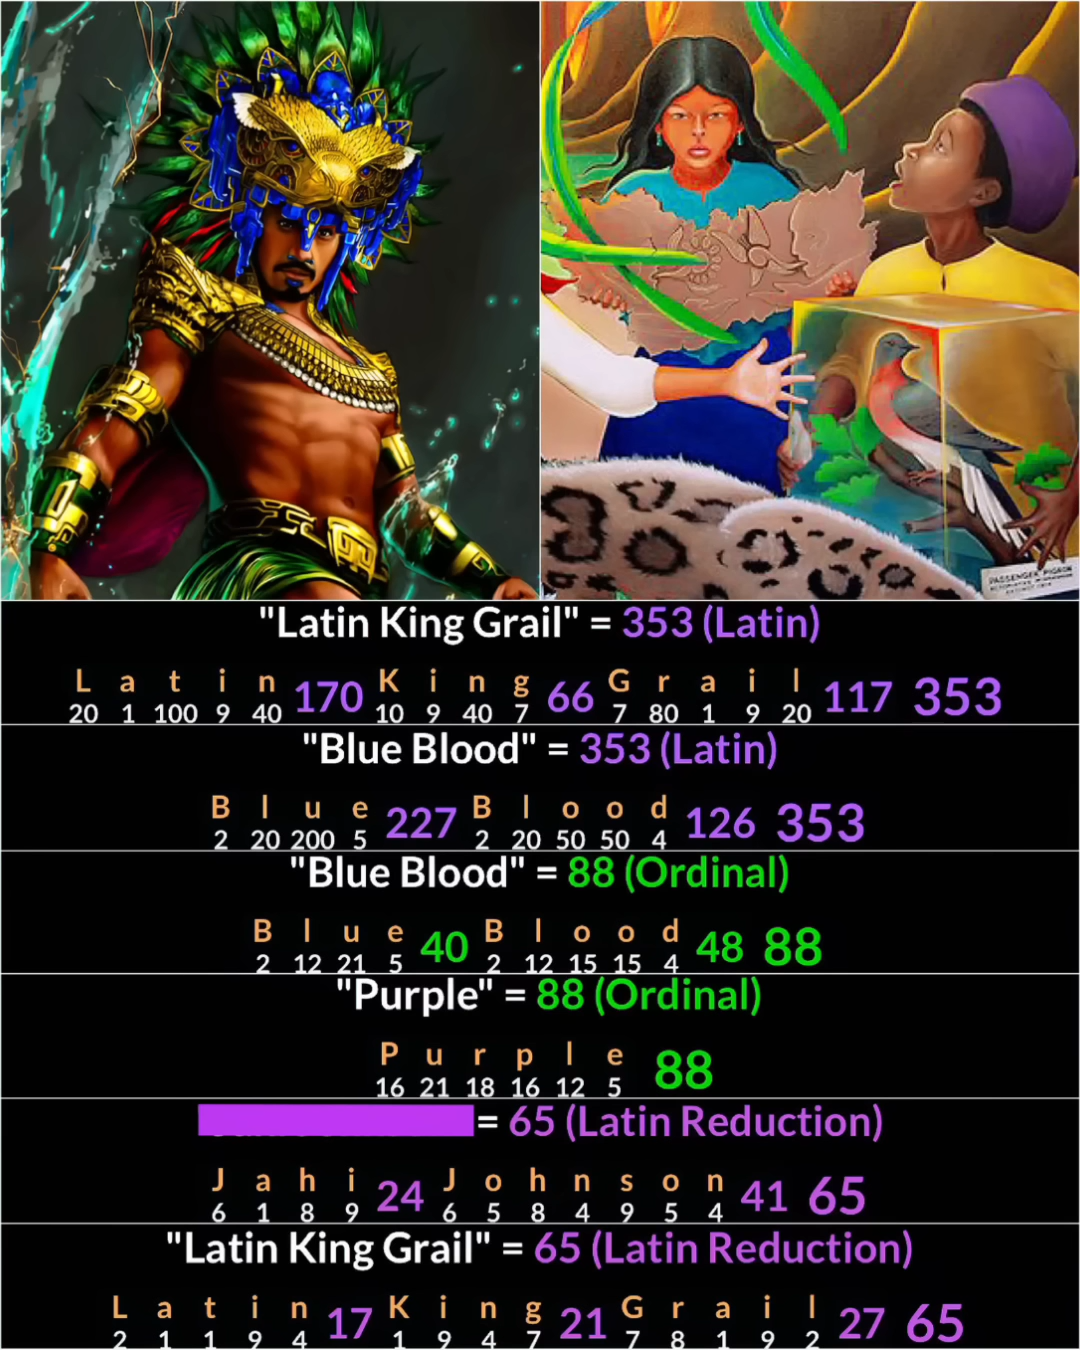 PASSENGER PIGEON
"Latin King Grail" = 353 (Latin)
L a t i n 170 K i n g 66 G r a i l 117 353
20 1 100 9 40 10 9 40 7 7 80 1 9 20
"Blue Blood" = 353 (Latin)
B l u e 227 B l o o d 126 353
2 20 200 5 2 20 50 50 4
"Blue Blood" = 88 (Ordinal)
B l u e 40 B l o o d 48 88
2 12 21 5 2 12 15 15 4
"Purple" = 88 (Ordinal)
P u r p l e 88
16 21 18 16 12 5
= 65 (Latin Reduction)
J a h i 24 J o h n s o n 41 65
6 1 8 9 6 5 8 4 9 5 4
"Latin King Grail" = 65 (Latin Reduction)
L a t i n 17 K i n g 21 G r a i l 27 65
2 1 1 9 4 1 9 4 7 7 8 1 9 2